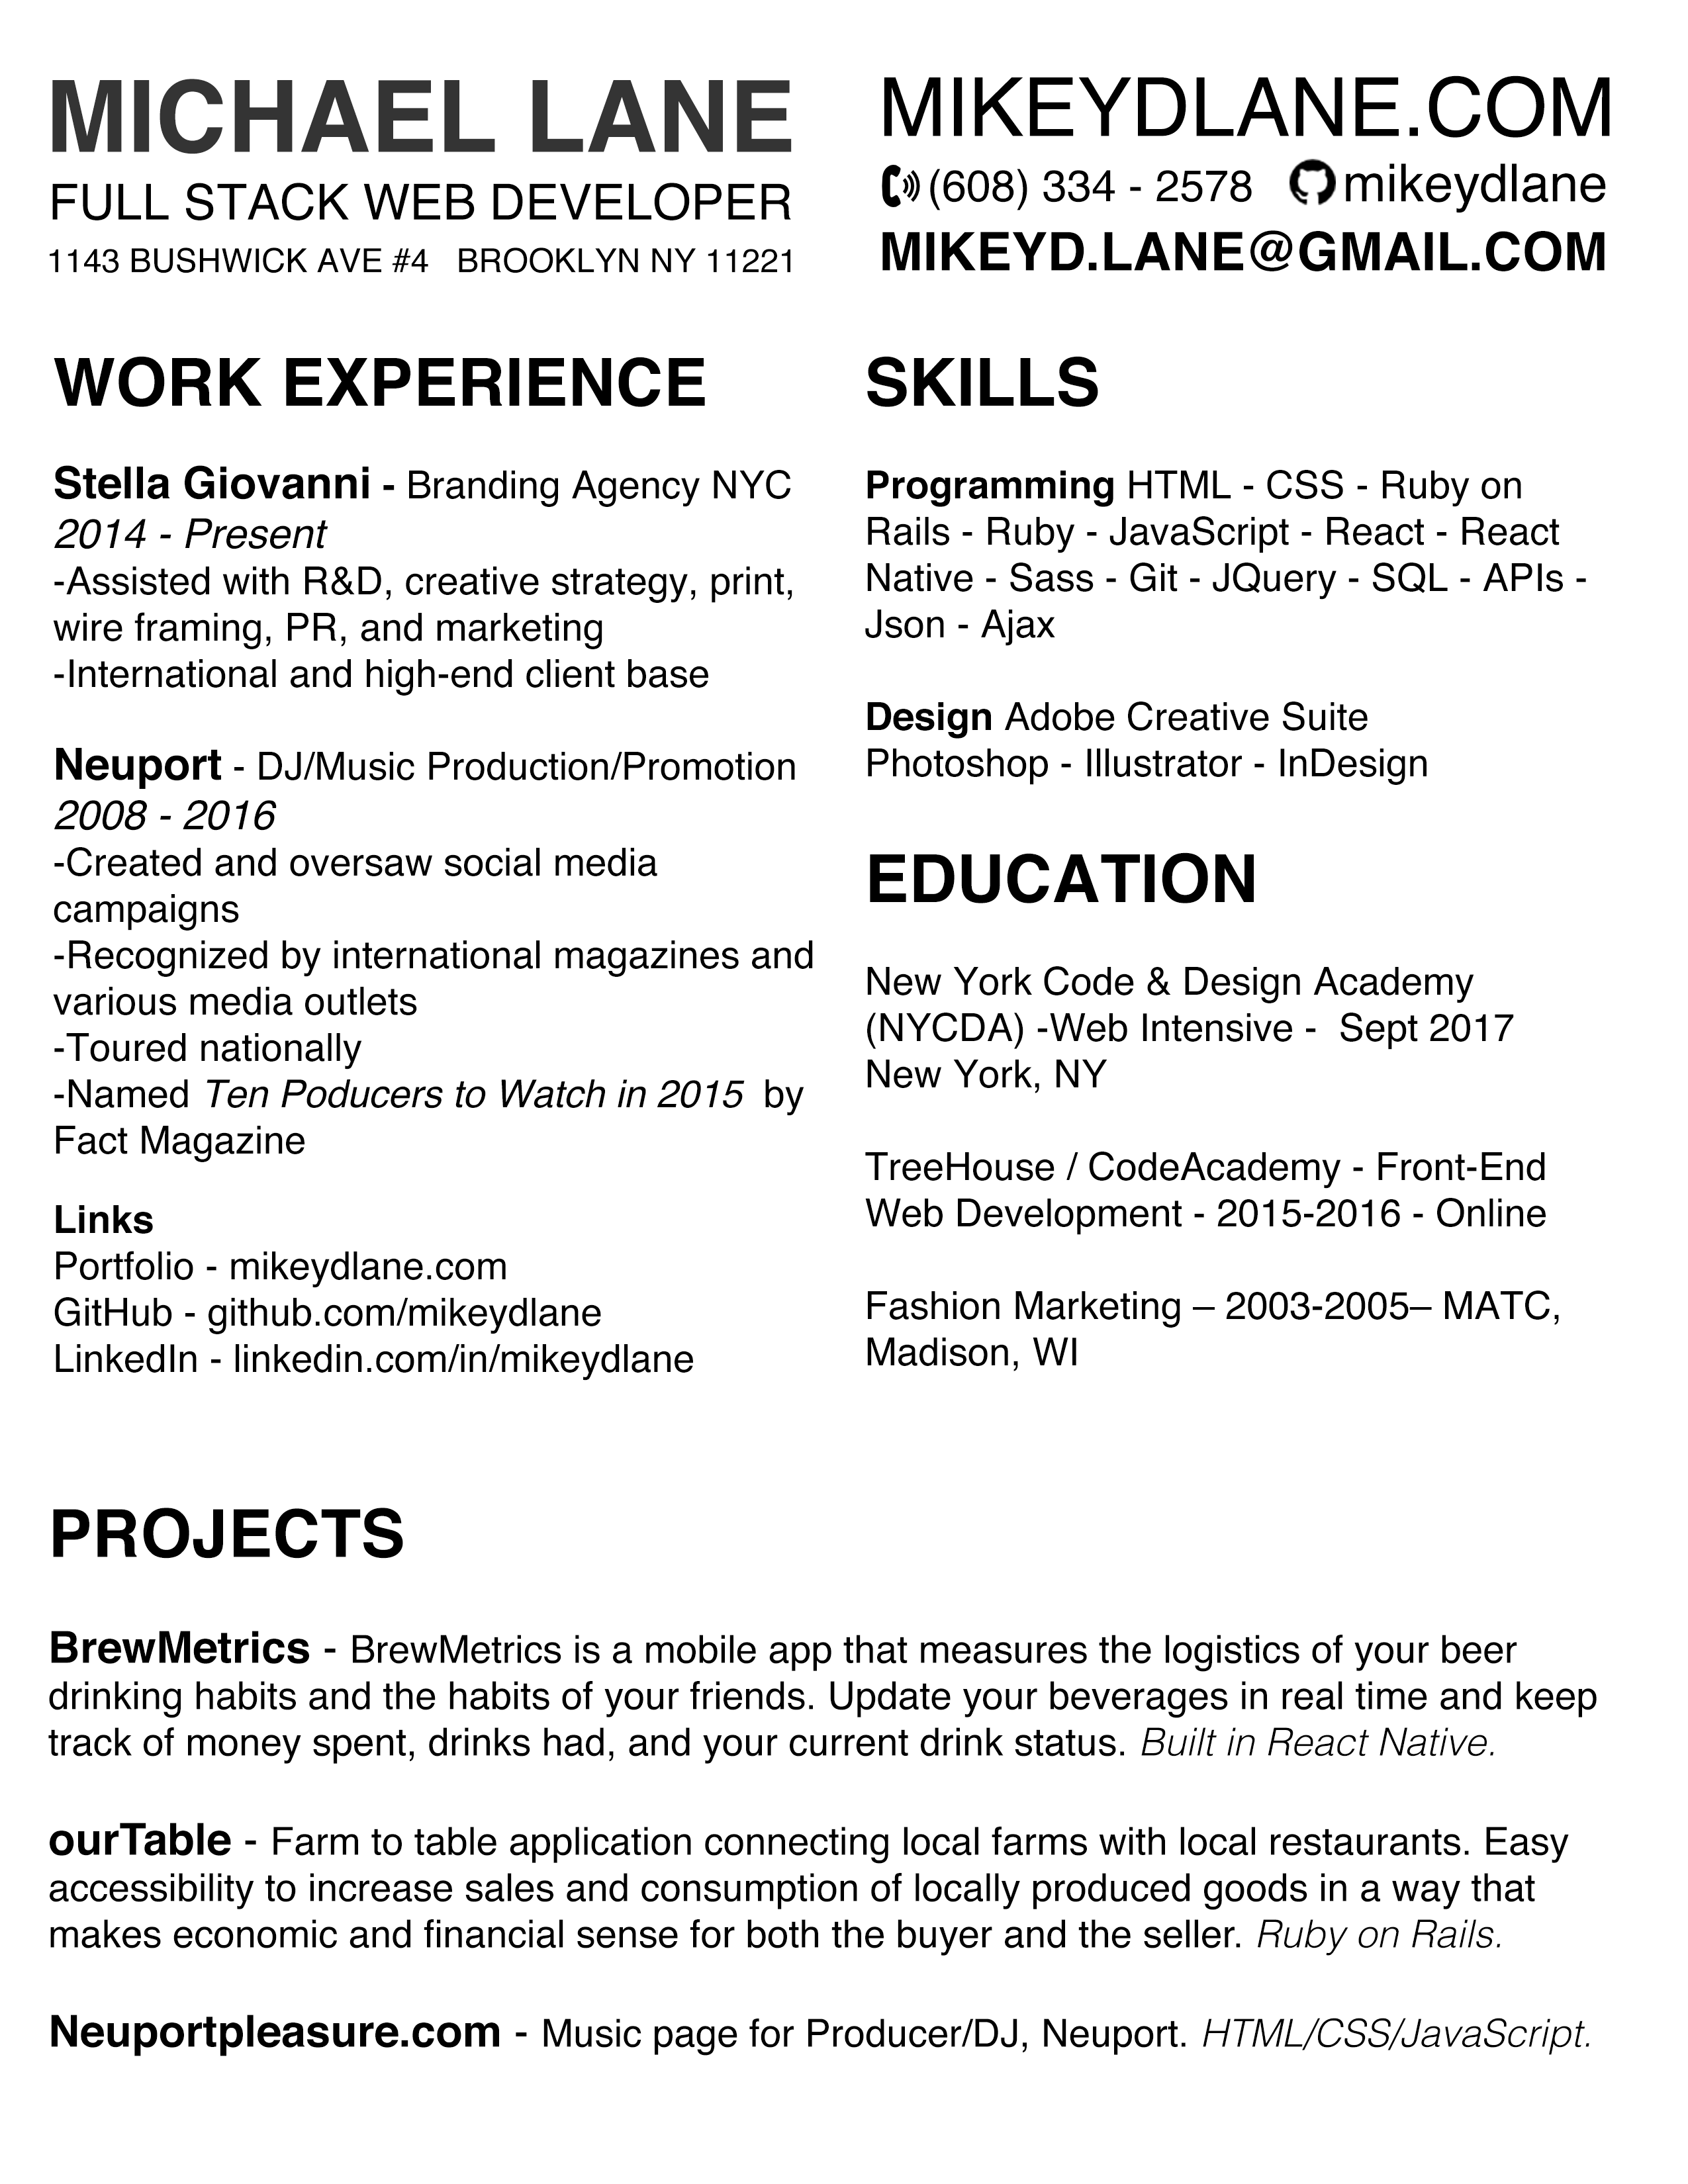 MICHAEL LANE
FULL STACK WEB DEVELOPER
1143 BUSHWICK AVE #4 BROOKLYN NY 11221
MIKEYDLANE.COM
(608) 334 - 2578 mikeydlane
MIKEYD.LANE@GMAIL.COM
WORK EXPERIENCE
Stella Giovanni - Branding Agency NYC
2014 - Present
-Assisted with R&D, creative strategy, print,
wire framing, PR, and marketing
-International and high-end client base
Neuport - DJ/Music Production/Promotion
2008 - 2016
-Created and oversaw social media
campaigns
-Recognized by international magazines and
various media outlets
-Toured nationally
-Named Ten Poducers to Watch in 2015 by
Fact Magazine
Links
Portfolio - mikeydlane.com
GitHub - github.com/mikeydlane
LinkedIn - linkedin.com/in/mikeydlane
SKILLS
Programming HTML - CSS - Ruby on
Rails - Ruby - JavaScript - React - React
Native - Sass - Git - JQuery - SQL - APIs -
Json - Ajax
Design Adobe Creative Suite
Photoshop - Illustrator - InDesign
EDUCATION
New York Code & Design Academy
(NYCDA) -Web Intensive - Sept 2017
New York, NY
TreeHouse / CodeAcademy - Front-End
Web Development - 2015-2016 - Online
Fashion Marketing – 2003-2005– MATC,
Madison, WI
PROJECTS
BrewMetrics - BrewMetrics is a mobile app that measures the logistics of your beer
drinking habits and the habits of your friends. Update your beverages in real time and keep
track of money spent, drinks had, and your current drink status. Built in React Native.
ourTable - Farm to table application connecting local farms with local restaurants. Easy
accessibility to increase sales and consumption of locally produced goods in a way that
makes economic and financial sense for both the buyer and the seller. Ruby on Rails.
Neuportpleasure.com - Music page for Producer/DJ, Neuport. HTML/CSS/JavaScript.